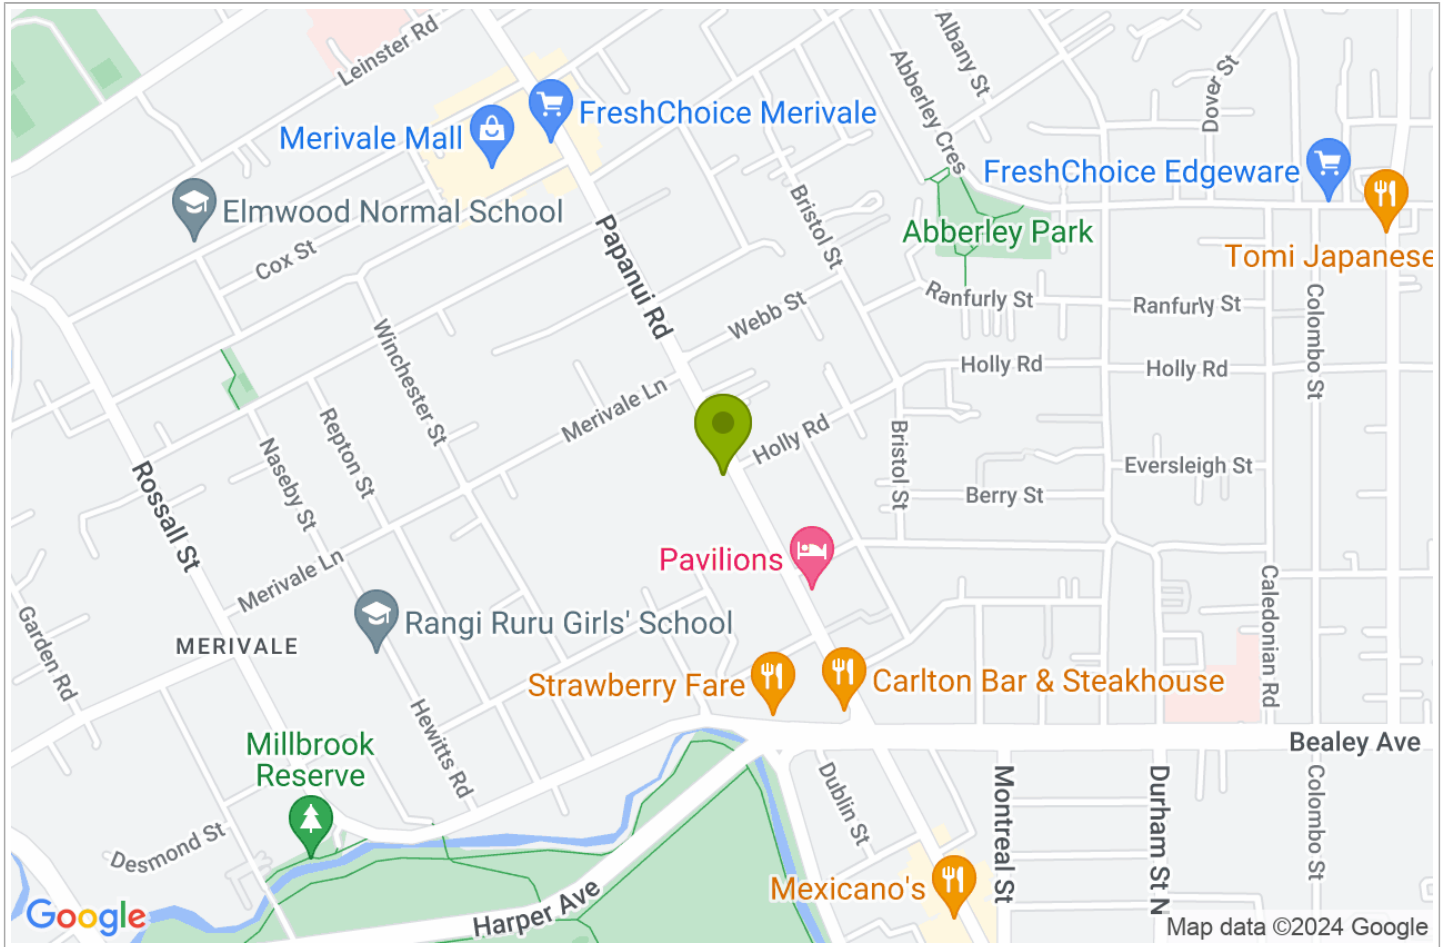 Leinster Rd
Albany St
Abberley Cres
Dover St
FreshChoice Merivale
Merivale Mall
FreshChoice Edgeware
Elmwood Normal School
Bristol St
Abberley Park
Cox St
Papanui Rd
Tomi Japanese
Ranfurly St
Ranfurly St
Colombo St
Webb St
Winchester St
Holly Rd
Holly Rd
Merivale Ln
Holly Rd
Repton St
Naseby St
Bristol St
Eversleigh St
Rossall St
Berry St
Pavilions
Merivale Ln
Caledonian Rd
Garden Rd
Rangi Ruru Girls' School
MERIVALE
Strawberry Fare
Carlton Bar & Steakhouse
Hewitts Rd
Millbrook
Reserve
Bealey Ave
Dublin St
Montreal St
Durham St N
Colombo St
Desmond St
Mexicano's
Harper Ave
Google
Map data ©2024 Google